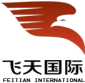 飞天国际
FEITIAN INTERNATIONAL